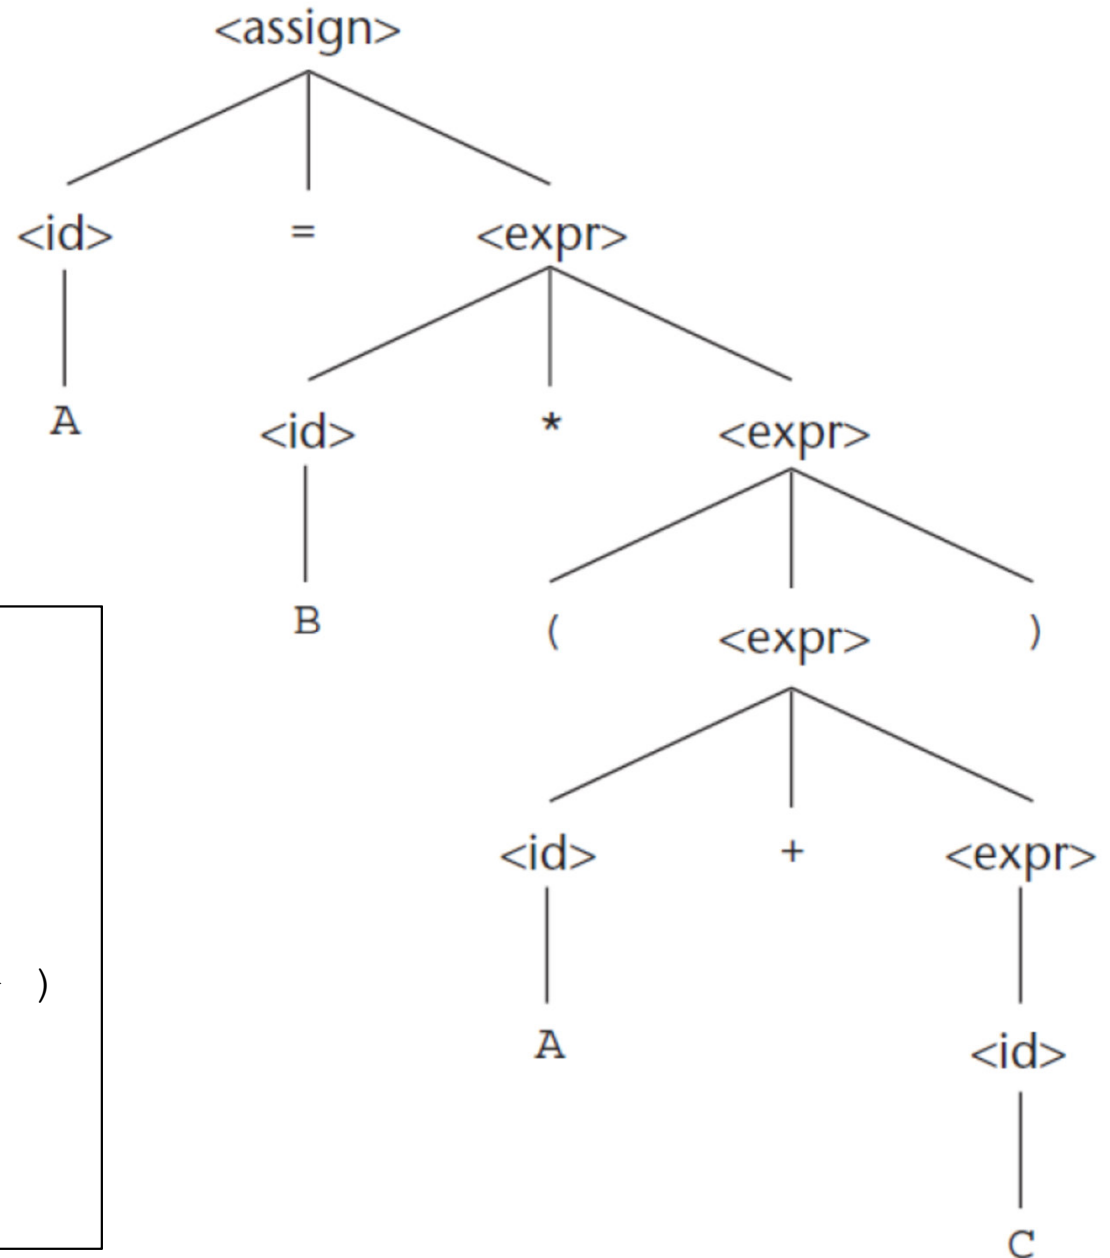 <assign>
<id> = <expr>
A <id> * <expr>
B ( <expr> )
<id> + <expr>
)
A <id>
C